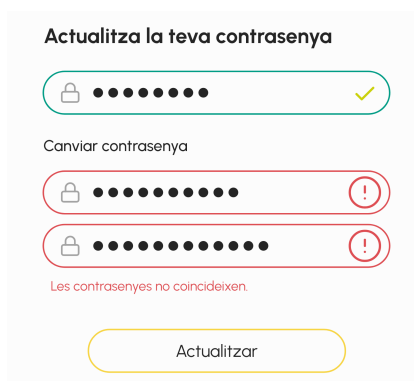 Actualitza la teva contrasenya
●●●●●●●●
Canviar contrasenya
●●●●●●●●●●
●●●●●●●●●●●●
Les contrasenyes no coincideixen.
Actualitzar